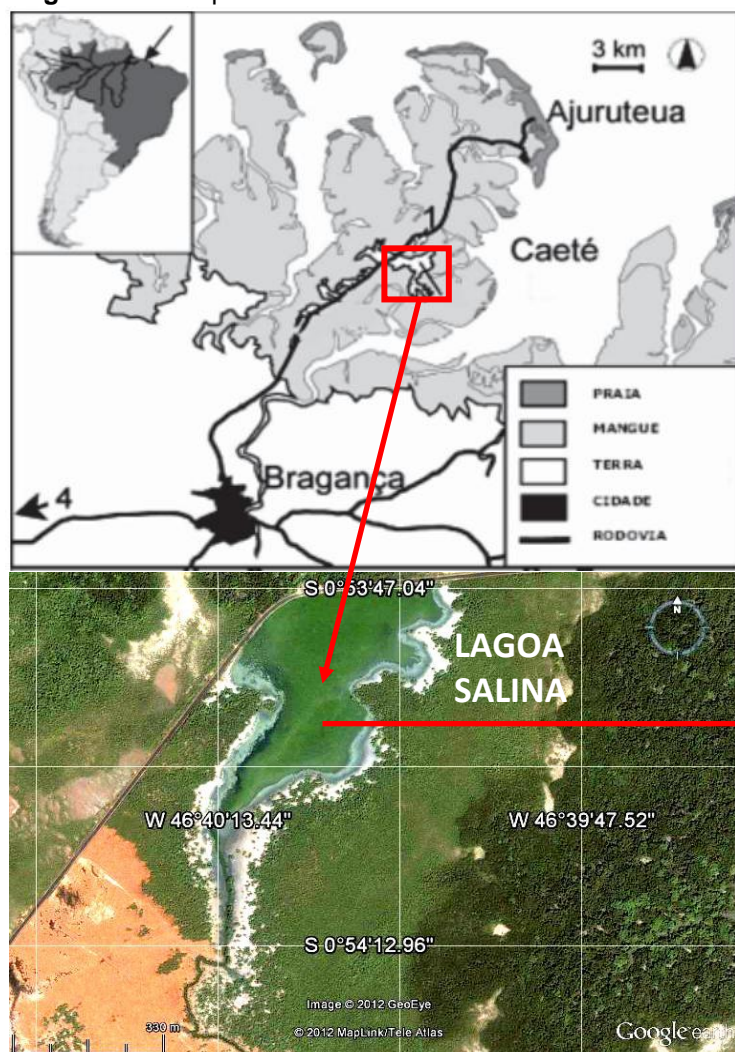 3 km
Ajuruteua
1
Caeté
PRAIA
MANGUE
TERRA
CIDADE
RODOVIA
Bragança
4
S 0°53'47.04"
N
LAGOA
SALINA
W 46°40'13.44"
W 46°39'47.52"
S 0°54'12.96"
Image © 2012 GeoEye
330 m
© 2012 MapLink/Tele Atlas
Google earth